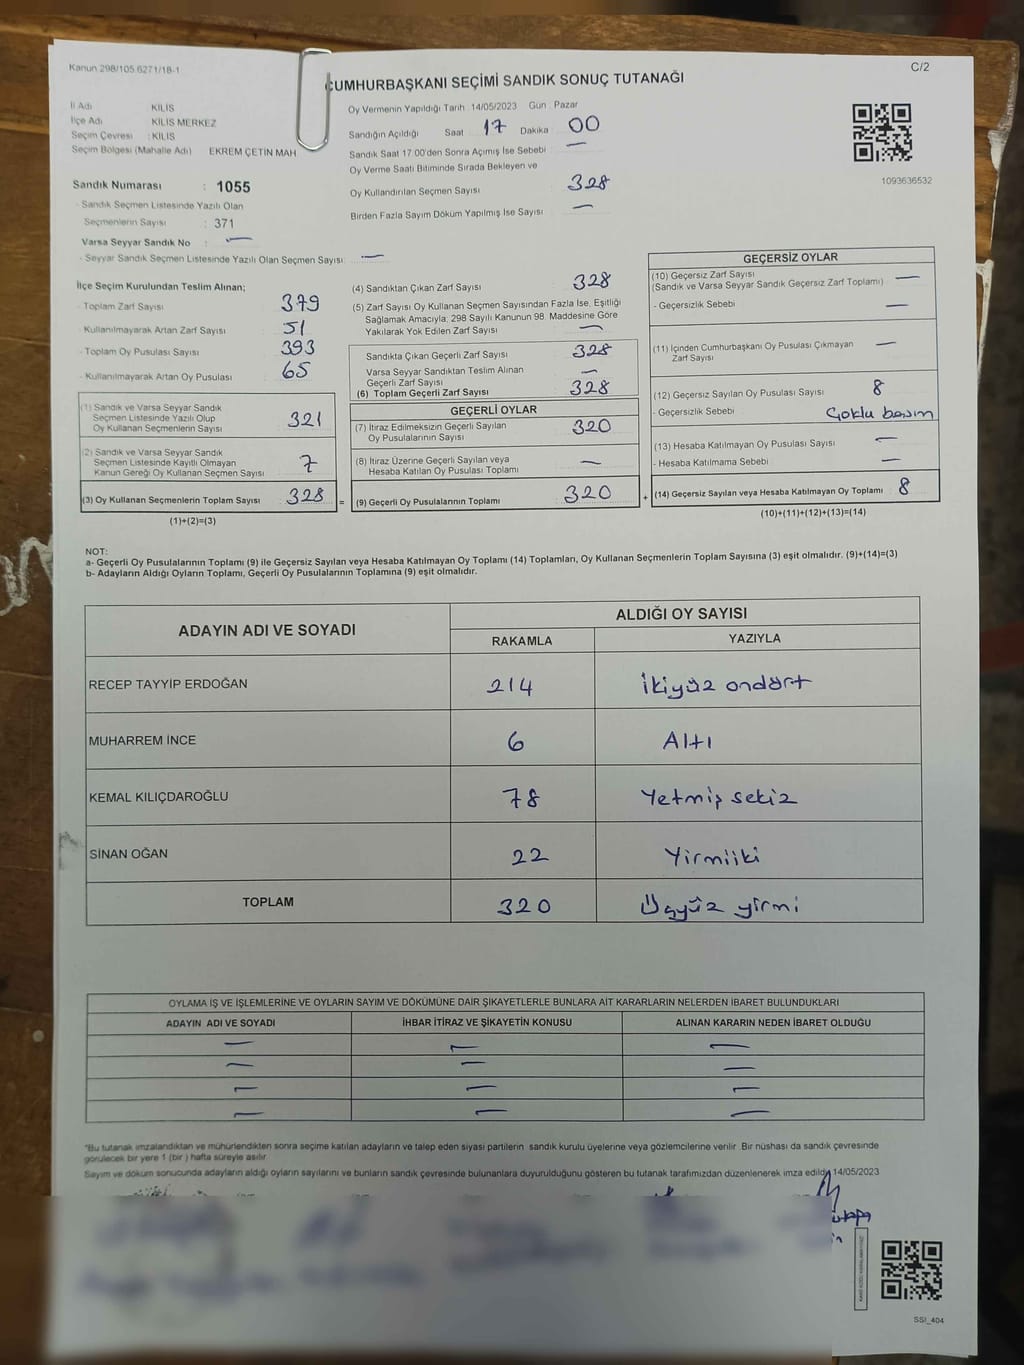 Kanun 298/105.6271/18-1
C/2
CUMHURBAŞKANI SEÇİMİ SANDIK SONUÇ TUTANAĞI
İl Adı KİLİS
İlçe Adı KİLİS MERKEZ
Seçim Çevresi : KİLİS
Seçim Bölgesi (Mahalle Adı) EKREM ÇETİN MAH
Sandık Numarası : 1055
- Sandık Seçmen Listesinde Yazılı Olan
Seçmenlerin Sayısı : 371
Varsa Seyyar Sandık No : —
- Seyyar Sandık Seçmen Listesinde Yazılı Olan Seçmen Sayısı: —
Oy Vermenin Yapıldığı Tarih 14/05/2023 Gün : Pazar
Sandığın Açıldığı Saat 17 Dakika 00
Sandık Saat 17:00'den Sonra Açımış İse Sebebi —
Oy Verme Saati Bitiminde Sırada Bekleyen ve
Oy Kullandırılan Seçmen Sayısı 328
Birden Fazla Sayım Döküm Yapılmış İse Sayısı —
1093636532
İlçe Seçim Kurulundan Teslim Alınan;
- Toplam Zarf Sayısı 379
- Kullanılmayarak Artan Zarf Sayısı 51
- Toplam Oy Pusulası Sayısı 393
- Kullanılmayarak Artan Oy Pusulası 65
(1) Sandık ve Varsa Seyyar Sandık
Seçmen Listesinde Yazılı Olup
Oy Kullanan Seçmenlerin Sayısı 321
(2) Sandık ve Varsa Seyyar Sandık
Seçmen Listesinde Kayıtlı Olmayan
Kanun Gereği Oy Kullanan Seçmen Sayısı 7
(3) Oy Kullanan Seçmenlerin Toplam Sayısı 328 =
(1)+(2)=(3)
(4) Sandıktan Çıkan Zarf Sayısı 328
(5) Zarf Sayısı Oy Kullanan Seçmen Sayısından Fazla İse, Eşitliği
Sağlamak Amacıyla; 298 Sayılı Kanunun 98. Maddesine Göre
Yakılarak Yok Edilen Zarf Sayısı —
Sandıkta Çıkan Geçerli Zarf Sayısı 328
Varsa Seyyar Sandıktan Teslim Alınan
Geçerli Zarf Sayısı —
(6) Toplam Geçerli Zarf Sayısı 328
GEÇERLİ OYLAR
(7) İtiraz Edilmeksizin Geçerli Sayılan
Oy Pusulalarının Sayısı 320
(8) İtiraz Üzerine Geçerli Sayılan veya
Hesaba Katılan Oy Pusulası Toplamı —
(9) Geçerli Oy Pusulalarının Toplamı 320 +
GEÇERSİZ OYLAR
(10) Geçersiz Zarf Sayısı
(Sandık ve Varsa Seyyar Sandık Geçersiz Zarf Toplamı) —
- Geçersizlik Sebebi —
(11) İçinden Cumhurbaşkanı Oy Pusulası Çıkmayan
Zarf Sayısı —
(12) Geçersiz Sayılan Oy Pusulası Sayısı 8
- Geçersizlik Sebebi Çoklu basım
(13) Hesaba Katılmayan Oy Pusulası Sayısı —
- Hesaba Katılmama Sebebi —
(14) Geçersiz Sayılan veya Hesaba Katılmayan Oy Toplamı 8
(10)+(11)+(12)+(13)=(14)
NOT:
a- Geçerli Oy Pusulalarının Toplamı (9) ile Geçersiz Sayılan veya Hesaba Katılmayan Oy Toplamı (14) Toplamları, Oy Kullanan Seçmenlerin Toplam Sayısına (3) eşit olmalıdır. (9)+(14)=(3)
b- Adayların Aldığı Oyların Toplamı, Geçerli Oy Pusulalarının Toplamına (9) eşit olmalıdır.
ADAYIN ADI VE SOYADI ALDIĞI OY SAYISI
RAKAMLA YAZIYLA
RECEP TAYYİP ERDOĞAN 214 İkiyüz ondört
MUHARREM İNCE 6 Altı
KEMAL KILIÇDAROĞLU 78 Yetmiş sekiz
SİNAN OĞAN 22 Yirmiiki
TOPLAM 320 Üçyüz yirmi
OYLAMA İŞ VE İŞLEMLERİNE VE OYLARIN SAYIM VE DÖKÜMÜNE DAİR ŞİKAYETLERLE BUNLARA AİT KARARLARIN NELERDEN İBARET BULUNDUKLARI
ADAYIN ADI VE SOYADI İHBAR İTİRAZ VE ŞİKAYETİN KONUSU ALINAN KARARIN NEDEN İBARET OLDUĞU
— — —
— — —
— — —
— — —
*Bu tutanak imzalandıktan ve mühürlendikten sonra seçime katılan adayların ve talep eden siyasi partilerin sandık kurulu üyelerine veya gözlemcilerine verilir. Bir nüshası da sandık çevresinde
görülecek bir yere 1 (bir ) hafta süreyle asılır.
Sayım ve döküm sonucunda adayların aldığı oyların sayılarını ve bunların sandık çevresinde bulunanlara duyurulduğunu gösteren bu tutanak tarafımızdan düzenlenerek imza edildi. 14/05/2023
SSI_404